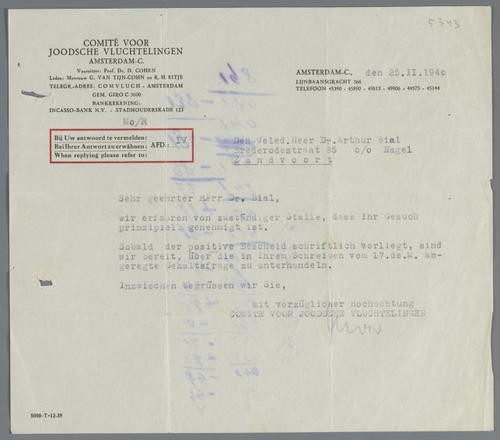 5343
COMITÉ VOOR
JOODSCHE VLUCHTELINGEN
AMSTERDAM-C.
Voorzitter: Prof. Dr. D. COHEN
Leden: Mevrouw G. VAN TIJN-COHN en R. H. EITJE
TELEGR.-ADRES: COMVLUCH - AMSTERDAM
GEM. GIRO C 3600
BANKREKENING:
INCASSO-BANK N.V. - STADHOUDERSKADE 123
AMSTERDAM-C., den 25.II.1940
LIJNBAANSGRACHT 366
TELEFOON 45390 - 45830 - 45813 - 49906 - 44575 - 45144
Mo/R
Bij Uw antwoord te vermelden:
Bei Ihrer Antwort zu erwähnen:
When replying please refer to:
AFD.: IV
Den Weled.Heer Dr.Arthur Bial
Brederodestraat 85 c/o Nagel
Zandvoort
Sehr geehrter Herr Dr. Bial,
wir erfahren von zuständiger Stelle, dass Ihr Gesuch
prinzipiell genehmigt ist.
Sobald der positive Bescheid schriftlich vorliegt, sind
wir bereit, über die in Ihrem Schreiben vom 17.ds.M. an-
geregte Gehaltsfrage zu unterhandeln.
Inzwischen begrüssen wir Sie,
mit vorzüglicher Hochachtung
COMITE VOOR JOODSCHE VLUCHTELINGEN
5000-T-12-39